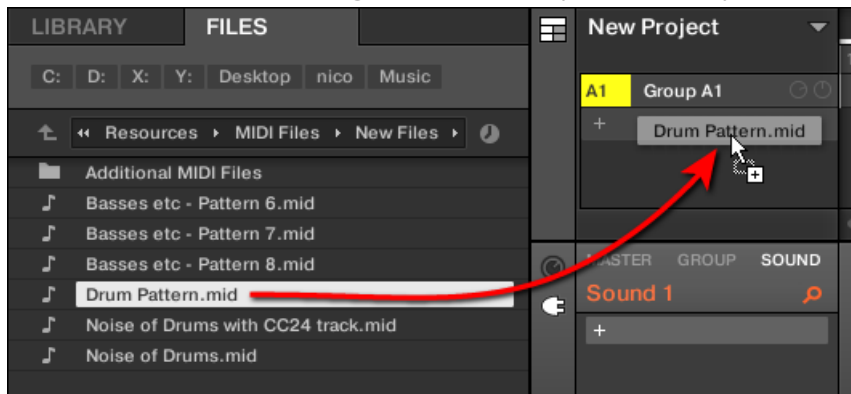 LIBRARY FILES
C: D: X: Y: Desktop nico Music
Resources MIDI Files New Files
Additional MIDI Files
Basses etc - Pattern 6.mid
Basses etc - Pattern 7.mid
Basses etc - Pattern 8.mid
Drum Pattern.mid
Noise of Drums with CC24 track.mid
Noise of Drums.mid
New Project
A1 Group A1
+ Drum Pattern.mid
MASTER GROUP SOUND
Sound 1
+